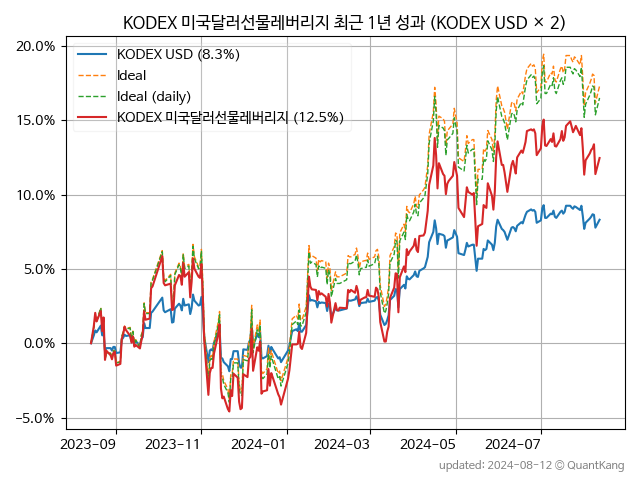 KODEX 미국달러선물레버리지 최근 1년 성과 (KODEX USD × 2)
20.0%
15.0%
10.0%
5.0%
0.0%
−5.0%
KODEX USD (8.3%)
Ideal
Ideal (daily)
KODEX 미국달러선물레버리지 (12.5%)
2023−09 2023−11 2024−01 2024−03 2024−05 2024−07
updated: 2024-08-12 © QuantKang